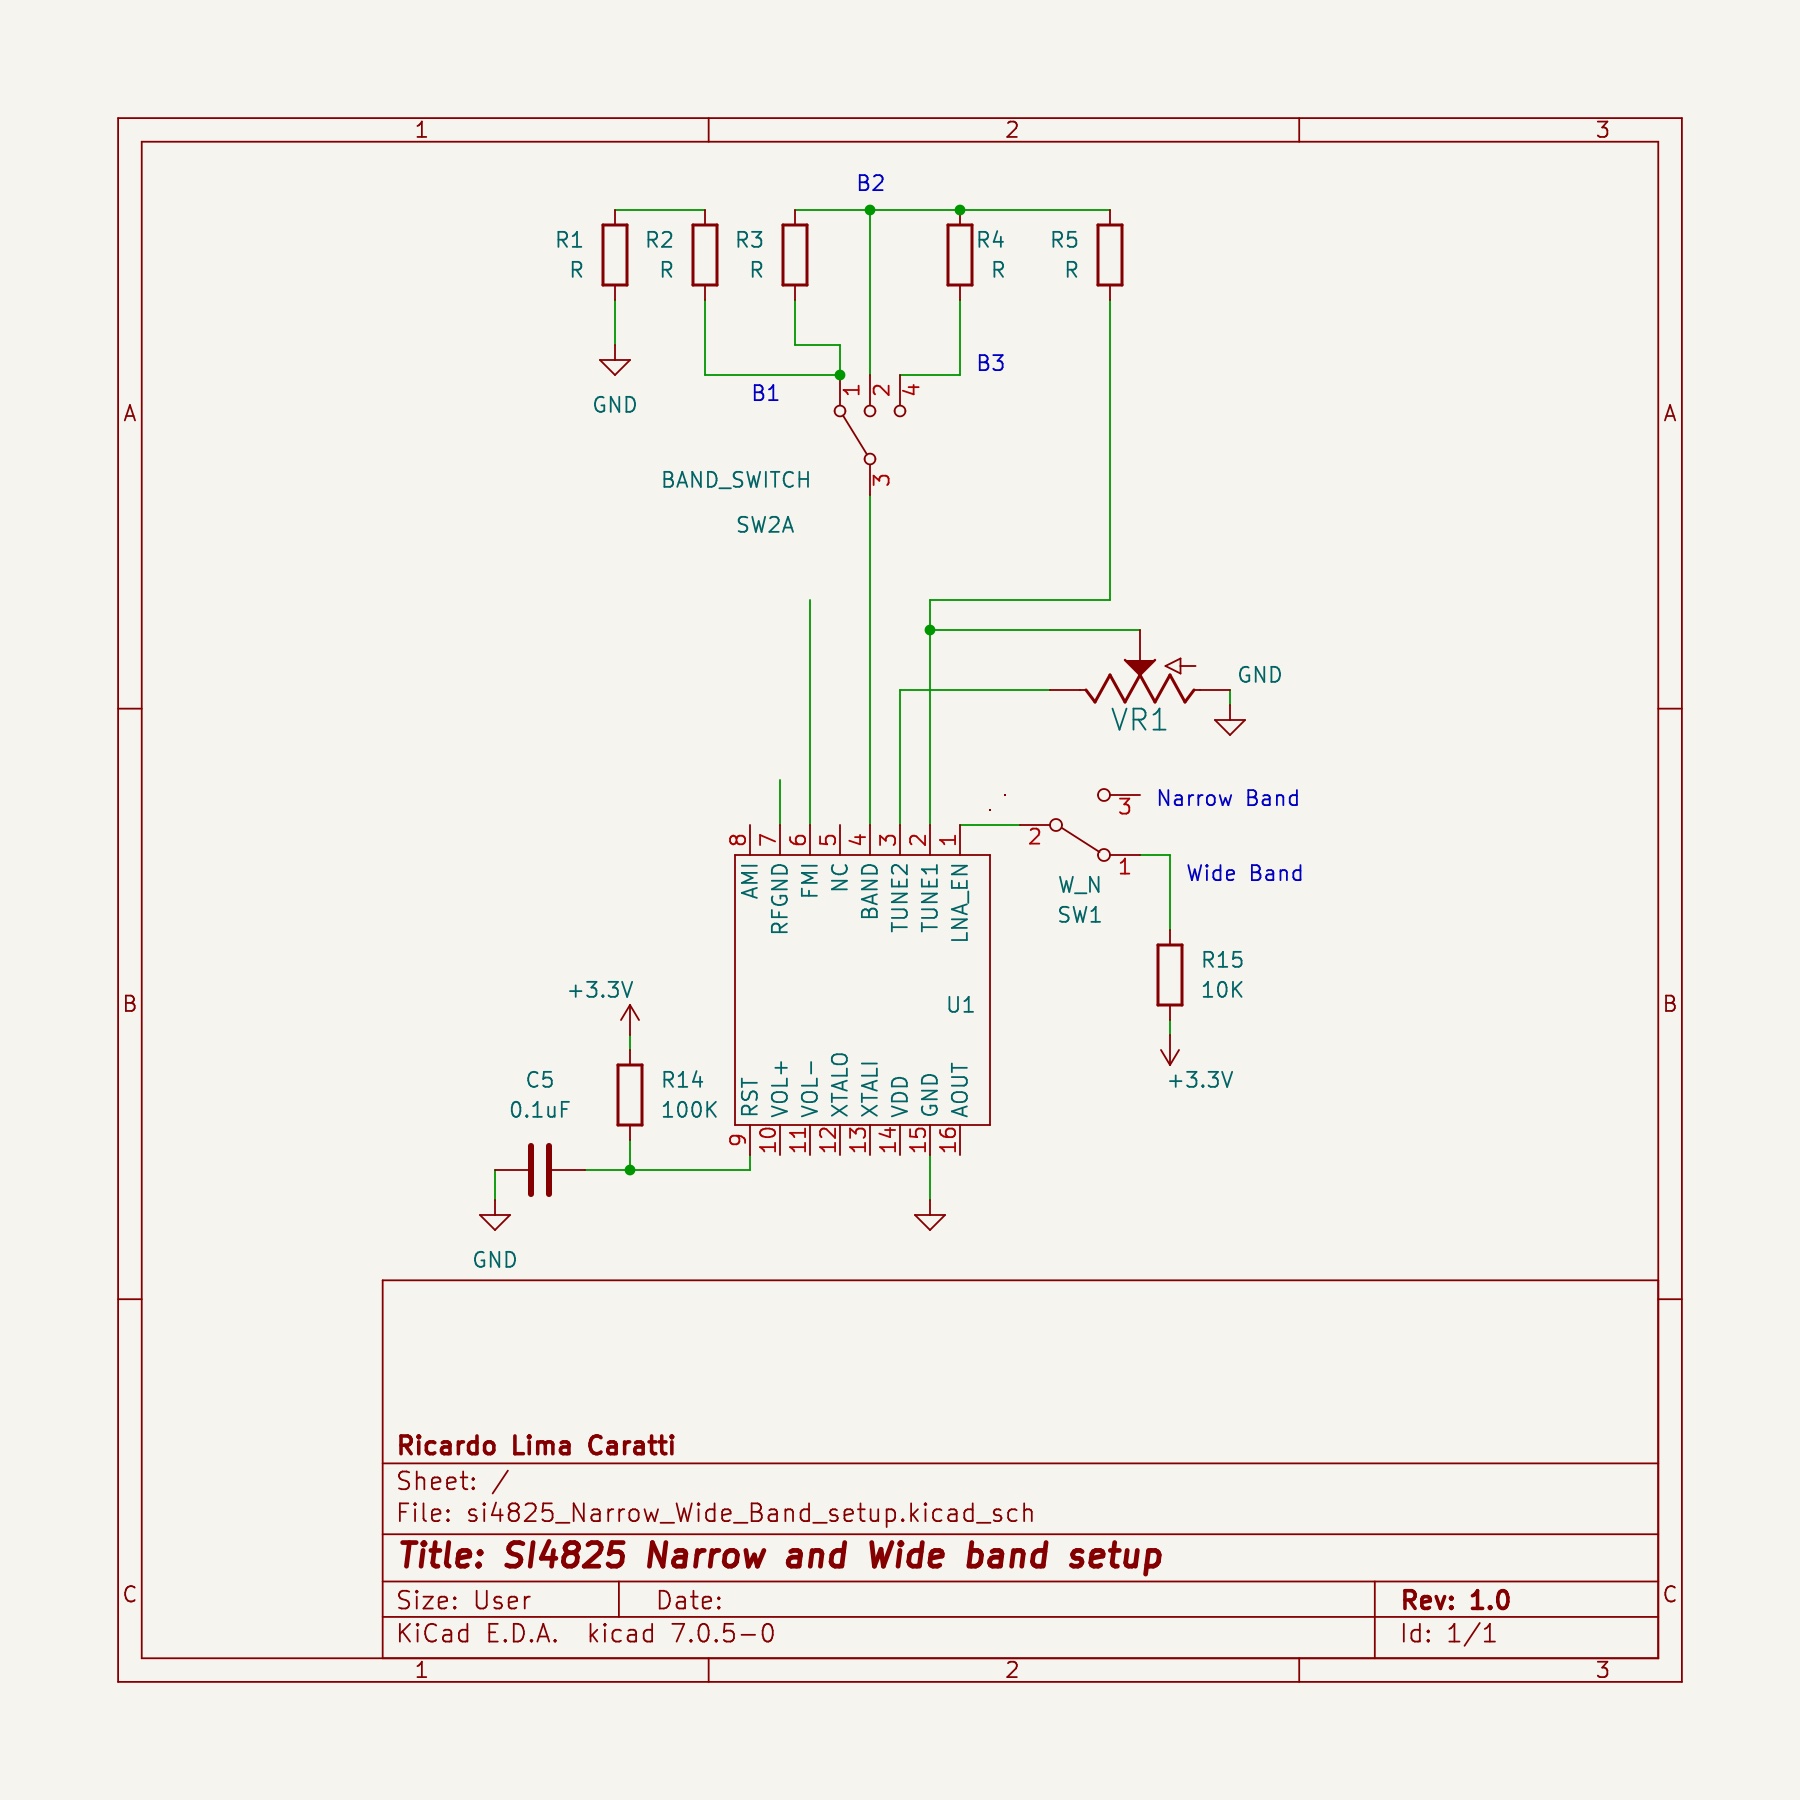 1 2 3
B2
R1 R2 R3 R4 R5
R R R R R
B3
B1 1 2 4
GND
A A
BAND_SWITCH 3
SW2A
GND
VR1
3 Narrow Band
8 7 6 5 4 3 2 1 2
1 Wide Band
AMI RFGND FMI NC BAND TUNE2 TUNE1 LNA_EN
W_N
SW1
R15
10K
+3.3V
U1
B B
C5 R14
0.1uF 100K
+3.3V
RST VOL+ VOL- XTALO XTALI VDD GND AOUT
9 10 11 12 13 14 15 16
GND
Ricardo Lima Caratti
Sheet: /
File: si4825_Narrow_Wide_Band_setup.kicad_sch
Title: SI4825 Narrow and Wide band setup
C C
Size: User Date: Rev: 1.0
KiCad E.D.A. kicad 7.0.5-0 Id: 1/1
1 2 3